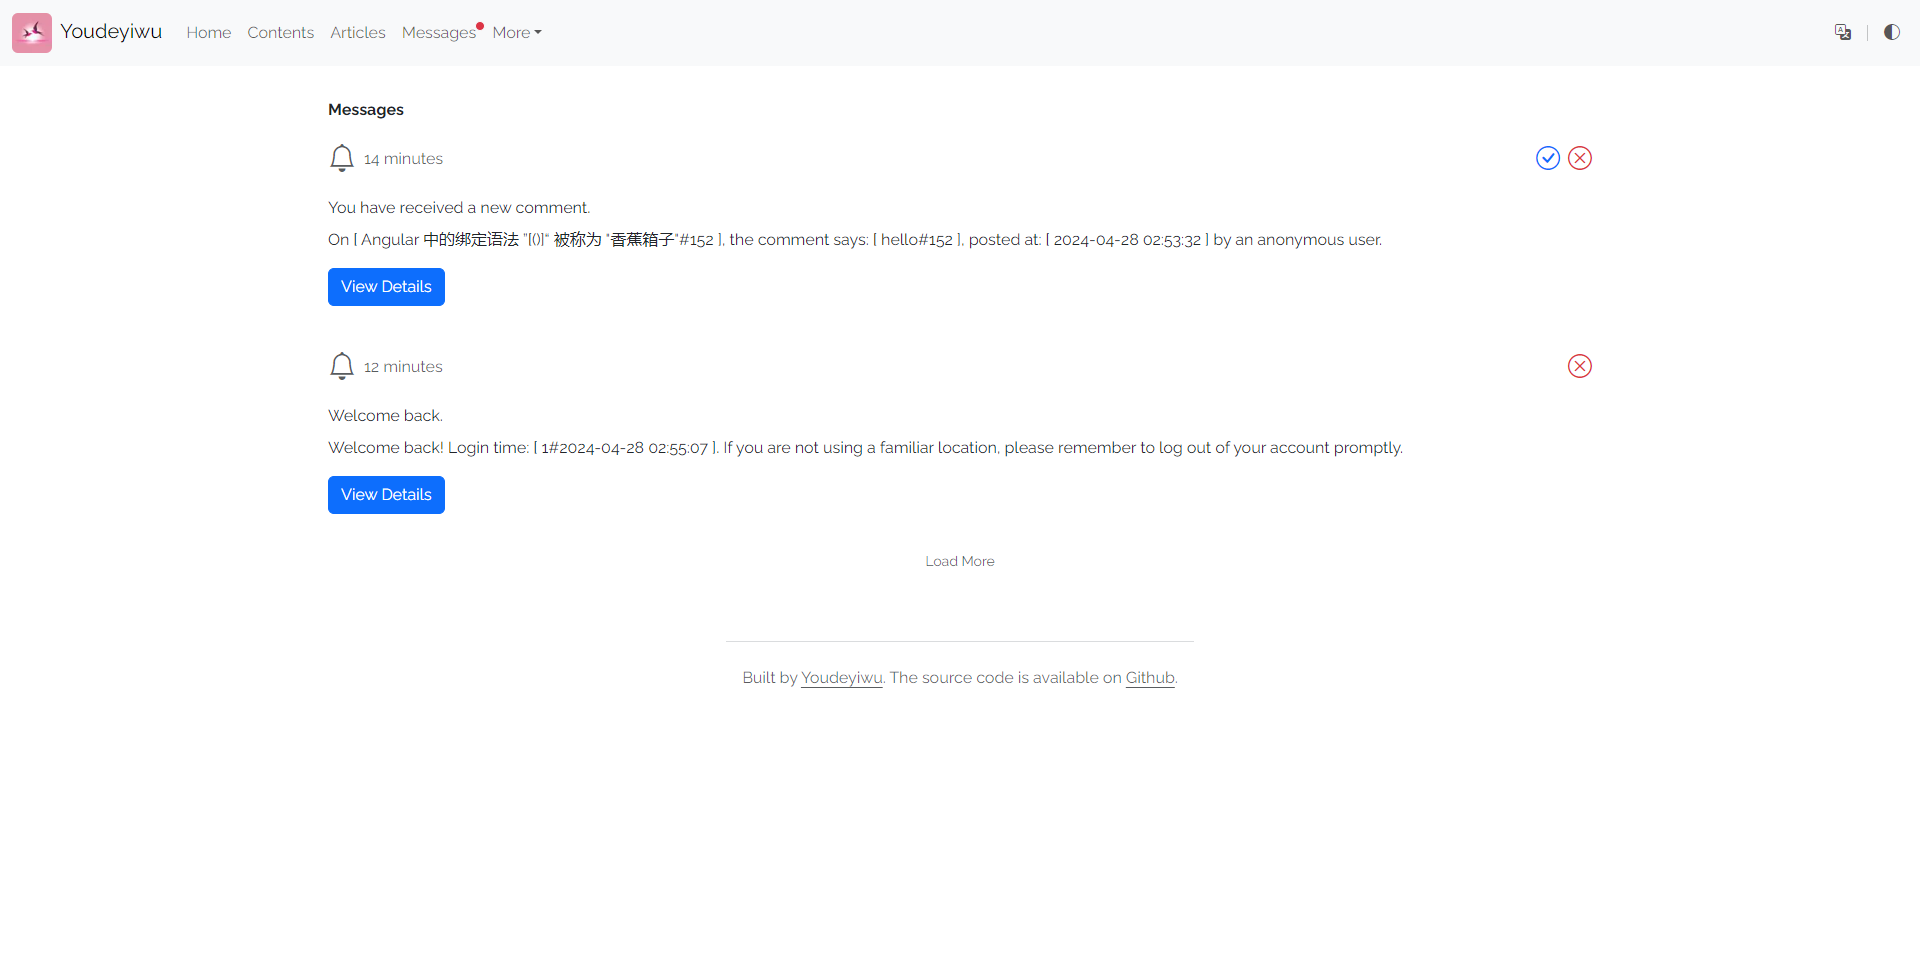 Youdeyiwu Home Contents Articles Messages More
Messages
14 minutes
You have received a new comment.
On [ Angular 中的绑定语法 "[()]“ 被称为 "香蕉箱子"#152 ], the comment says: [ hello#152 ], posted at: [ 2024-04-28 02:53:32 ] by an anonymous user.
View Details
12 minutes
Welcome back.
Welcome back! Login time: [ 1#2024-04-28 02:55:07 ]. If you are not using a familiar location, please remember to log out of your account promptly.
View Details
Load More
Built by Youdeyiwu. The source code is available on Github.